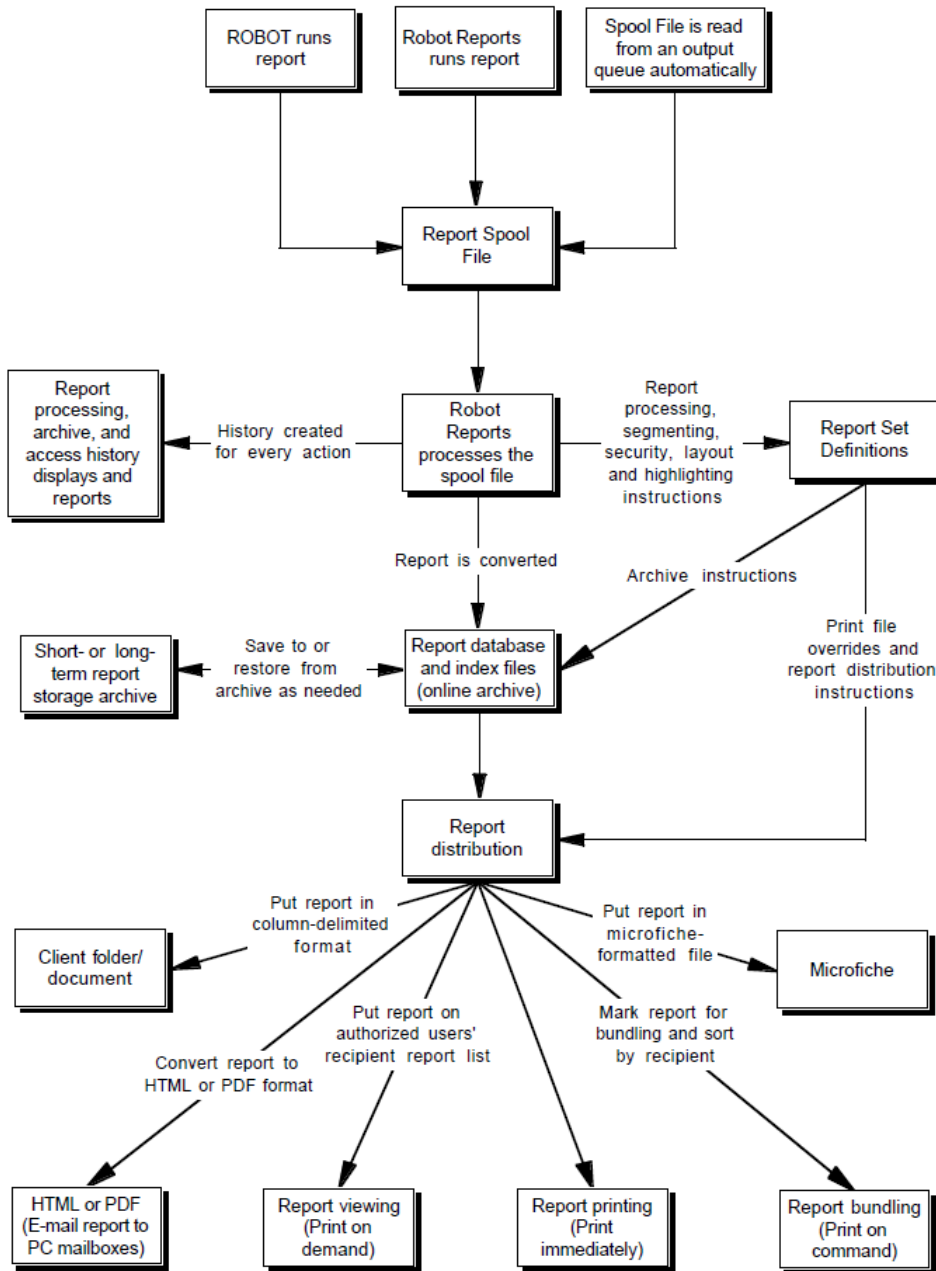 ROBOT runs
report
Robot Reports
runs report
Spool File is read
from an output
queue automatically
Report Spool
File
Report
processing,
archive, and
access history
displays and
reports
History created
for every action
Robot
Reports
processes the
spool file
Report
processing,
segmenting,
security, layout
and highlighting
instructions
Report Set
Definitions
Report is converted
Archive instructions
Print file
overrides and
report distribution
instructions
Short- or long-
term report
storage archive
Save to or
restore from
archive as needed
Report database
and index files
(online archive)
Report
distribution
Put report in
column-delimited
format
Put report in
microfiche-
formatted file
Client folder/
document
Microfiche
Convert report to
HTML or PDF format
Put report on
authorized users'
recipient report list
Mark report for
bundling and sort
by recipient
HTML or PDF
(E-mail report to
PC mailboxes)
Report viewing
(Print on
demand)
Report printing
(Print
immediately)
Report bundling
(Print on
command)